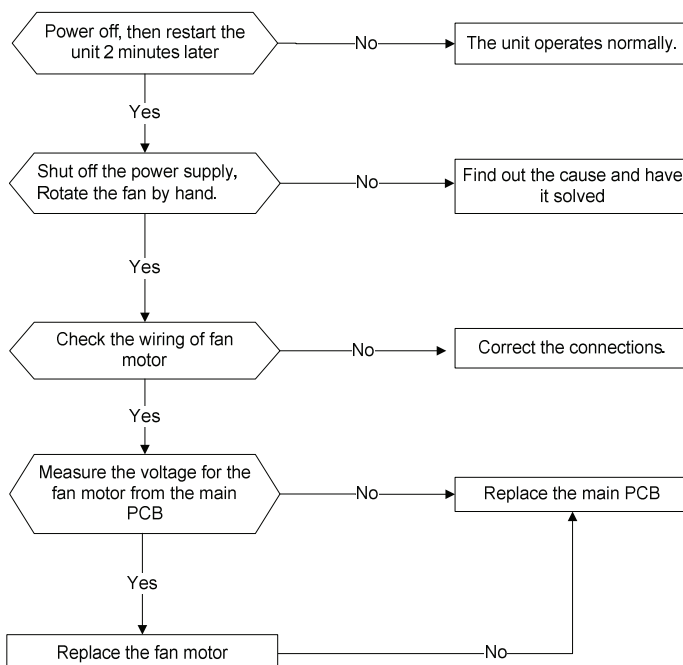 Power off, then restart the
unit 2 minutes later
No
The unit operates normally.
Yes
Shut off the power supply,
Rotate the fan by hand.
No
Find out the cause and have
it solved
Yes
Check the wiring of fan
motor
No
Correct the connections.
Yes
Measure the voltage for the
fan motor from the main
PCB
No
Replace the main PCB
Yes
Replace the fan motor
No